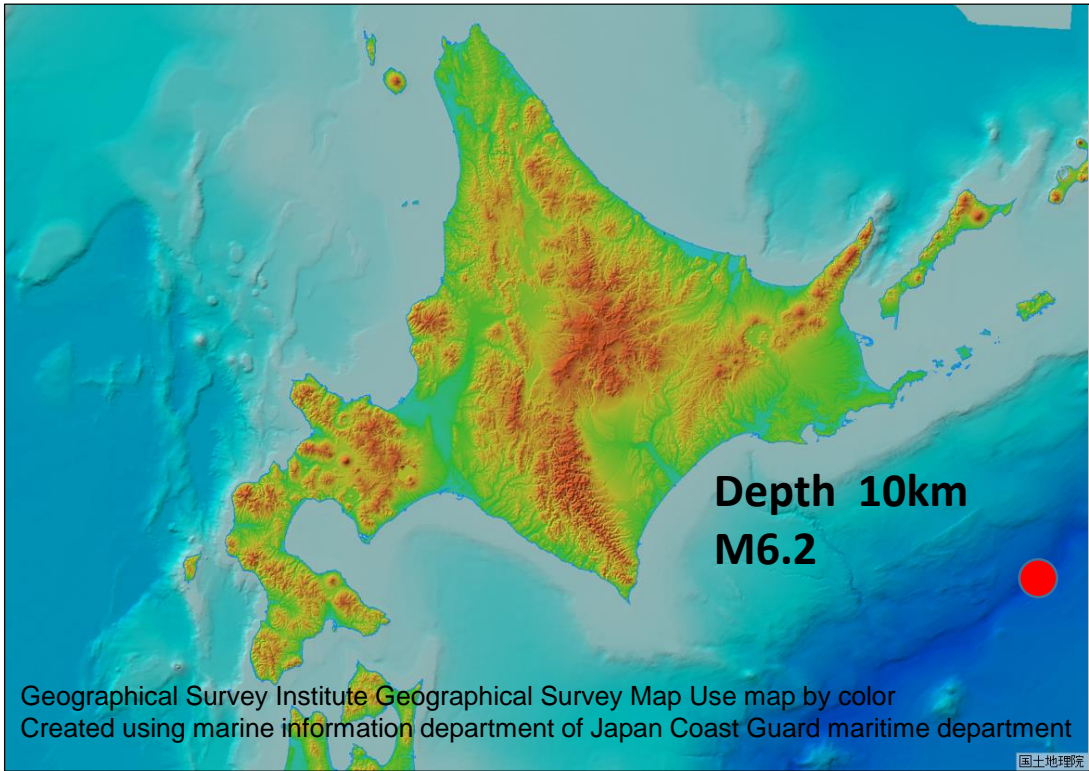 Depth 10km
M6.2
Geographical Survey Institute Geographical Survey Map Use map by color
Created using marine information department of Japan Coast Guard maritime department
国土地理院